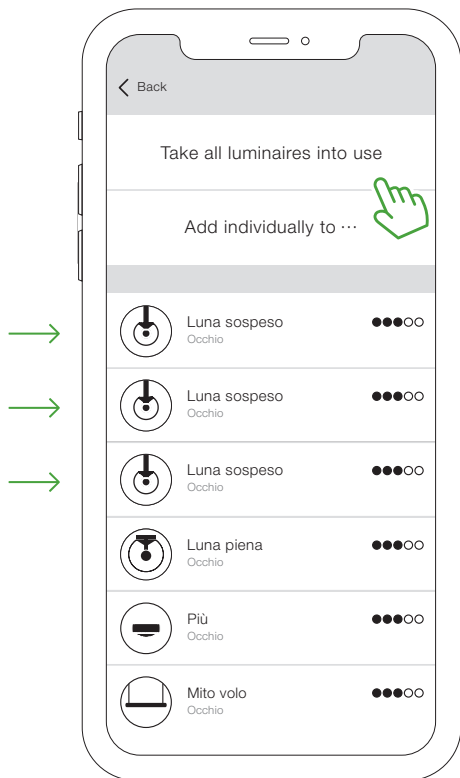 Back
Take all luminaires into use
Add individually to ···
Luna sospeso
Occhio
Luna sospeso
Occhio
Luna sospeso
Occhio
Luna piena
Occhio
Più
Occhio
Mito volo
Occhio